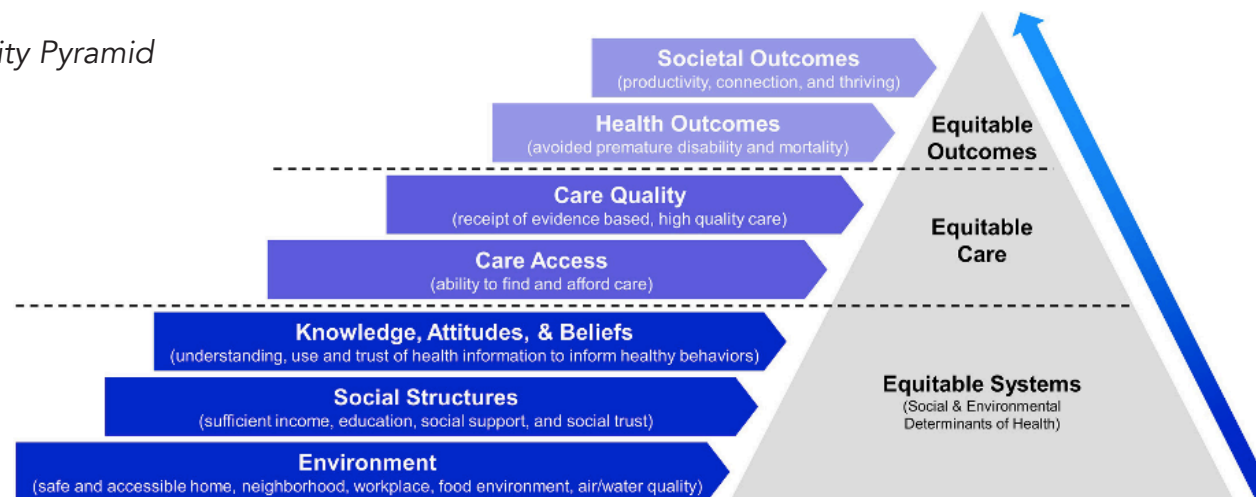 ity Pyramid
Societal Outcomes
(productivity, connection, and thriving)
Health Outcomes
(avoided premature disability and mortality)
Equitable
Outcomes
Care Quality
(receipt of evidence based, high quality care)
Care Access
(ability to find and afford care)
Equitable
Care
Knowledge, Attitudes, & Beliefs
(understanding, use and trust of health information to inform healthy behaviors)
Social Structures
(sufficient income, education, social support, and social trust)
Environment
(safe and accessible home, neighborhood, workplace, food environment, air/water quality)
Equitable Systems
(Social & Environmental
Determinants of Health)